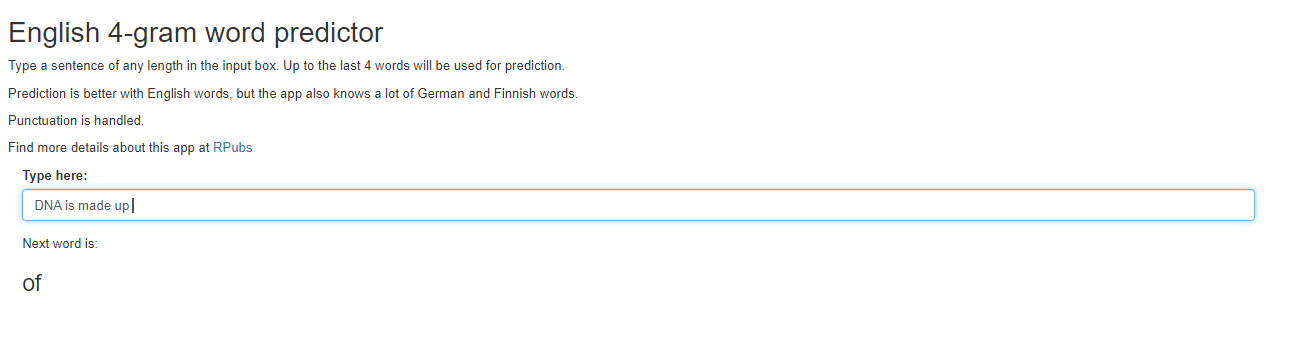 English 4-gram word predictor
Type a sentence of any length in the input box. Up to the last 4 words will be used for prediction.
Prediction is better with English words, but the app also knows a lot of German and Finnish words.
Punctuation is handled.
Find more details about this app at RPubs
Type here:
DNA is made up
Next word is:
of